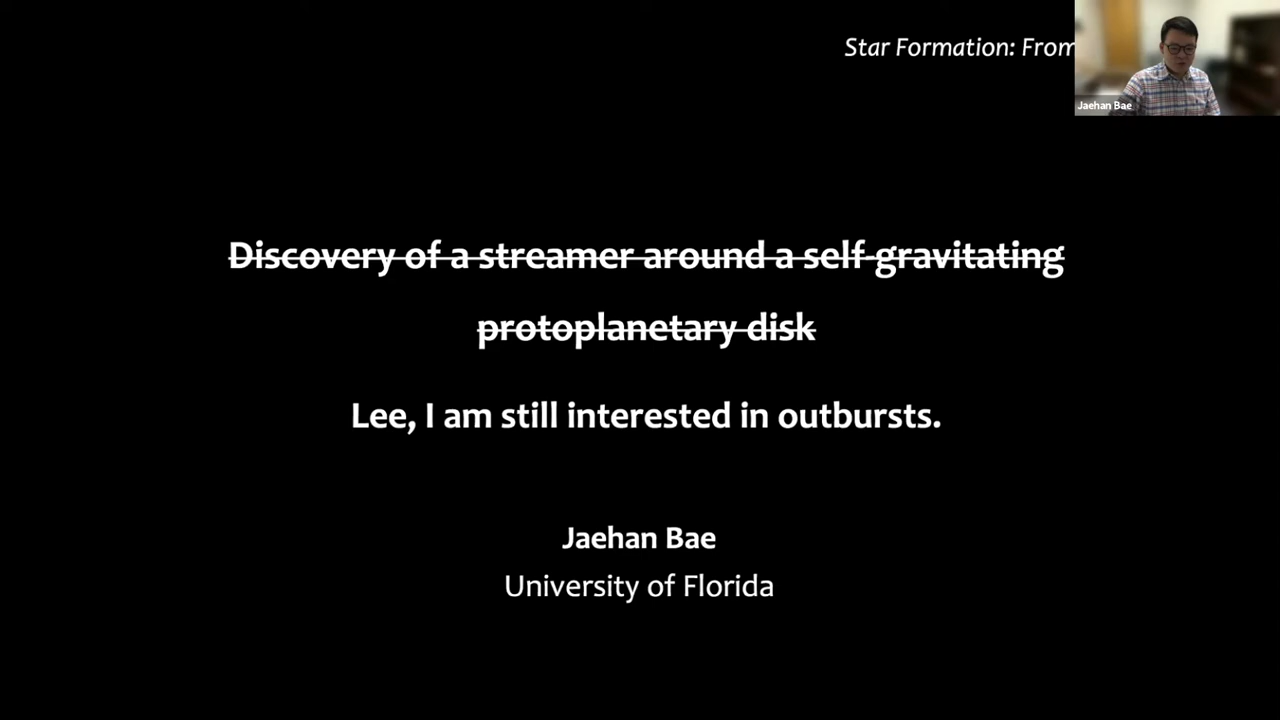 Star Formation: From
Jaehan Bae
Discovery of a streamer around a self-gravitating
protoplanetary disk
Lee, I am still interested in outbursts.
Jaehan Bae
University of Florida